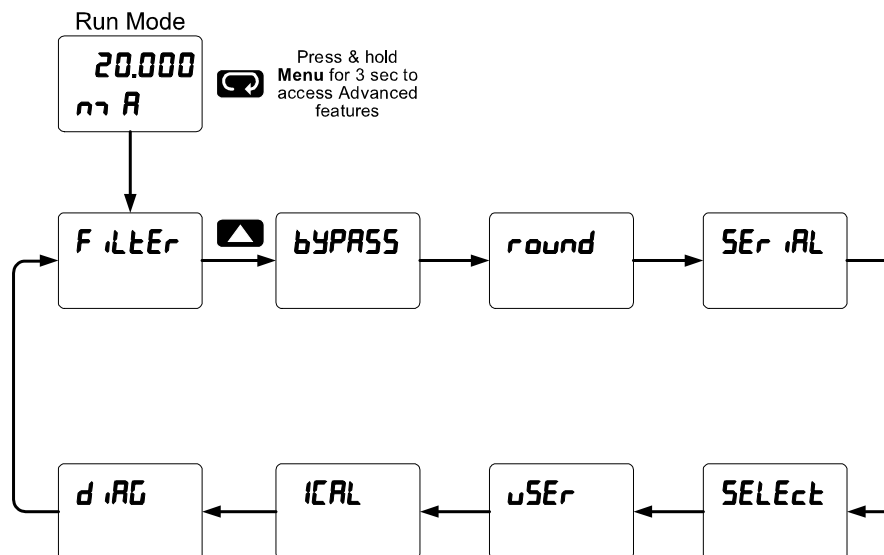 Run Mode
20.000
mA
Press & hold
Menu for 3 sec to
access Advanced
features
FiLtEr
bYPASS
round
SEriAL
diAG
ICAL
uSEr
SELEct